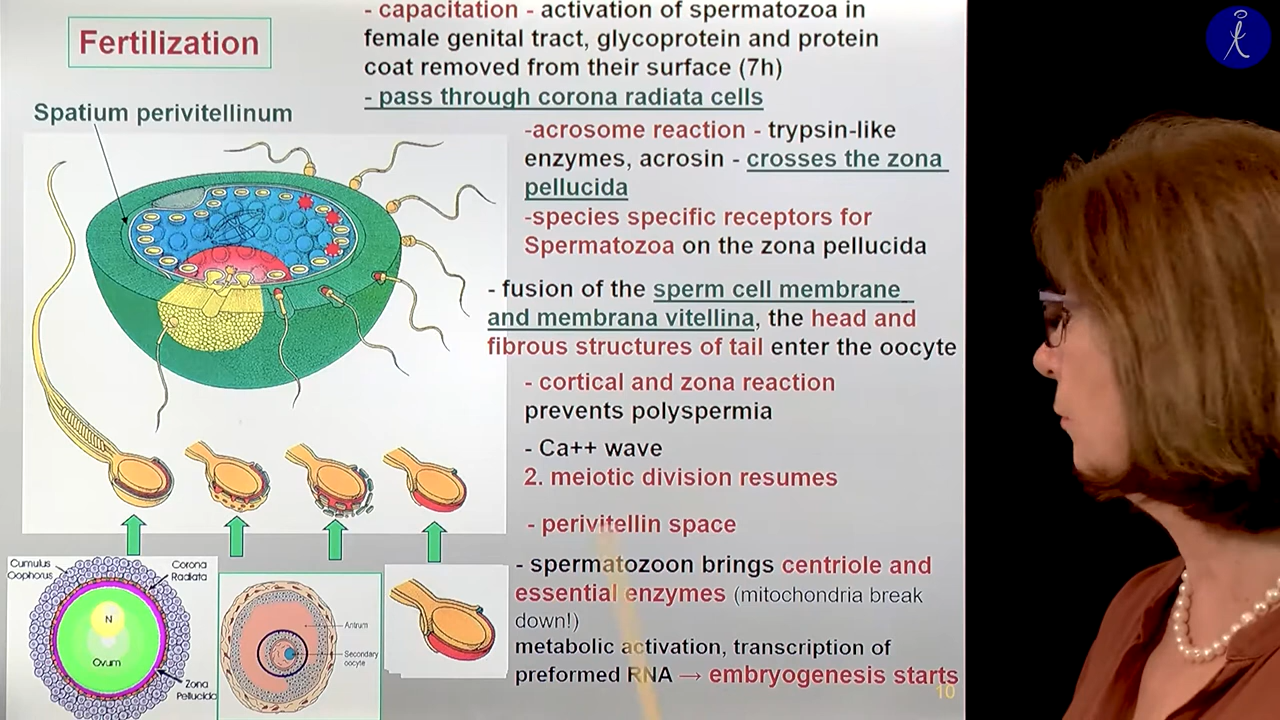 Fertilization
- capacitation - activation of spermatozoa in
female genital tract, glycoprotein and protein
coat removed from their surface (7h)
- pass through corona radiata cells
Spatium perivitellinum
-acrosome reaction - trypsin-like
enzymes, acrosin - crosses the zona
pellucida
-species specific receptors for
Spermatozoa on the zona pellucida
- fusion of the sperm cell membrane
and membrana vitellina, the head and
fibrous structures of tail enter the oocyte
- cortical and zona reaction
prevents polyspermia
- Ca++ wave
2. meiotic division resumes
- perivitellin space
- spermatozoon brings centriole and
essential enzymes (mitochondria break
down!)
metabolic activation, transcription of
preformed RNA → embryogenesis starts
10
Cumulus
Oophorus
Corona
Radiata
N
Ovum
Zona
Pellucida
Antrum
Secondary
oocyte